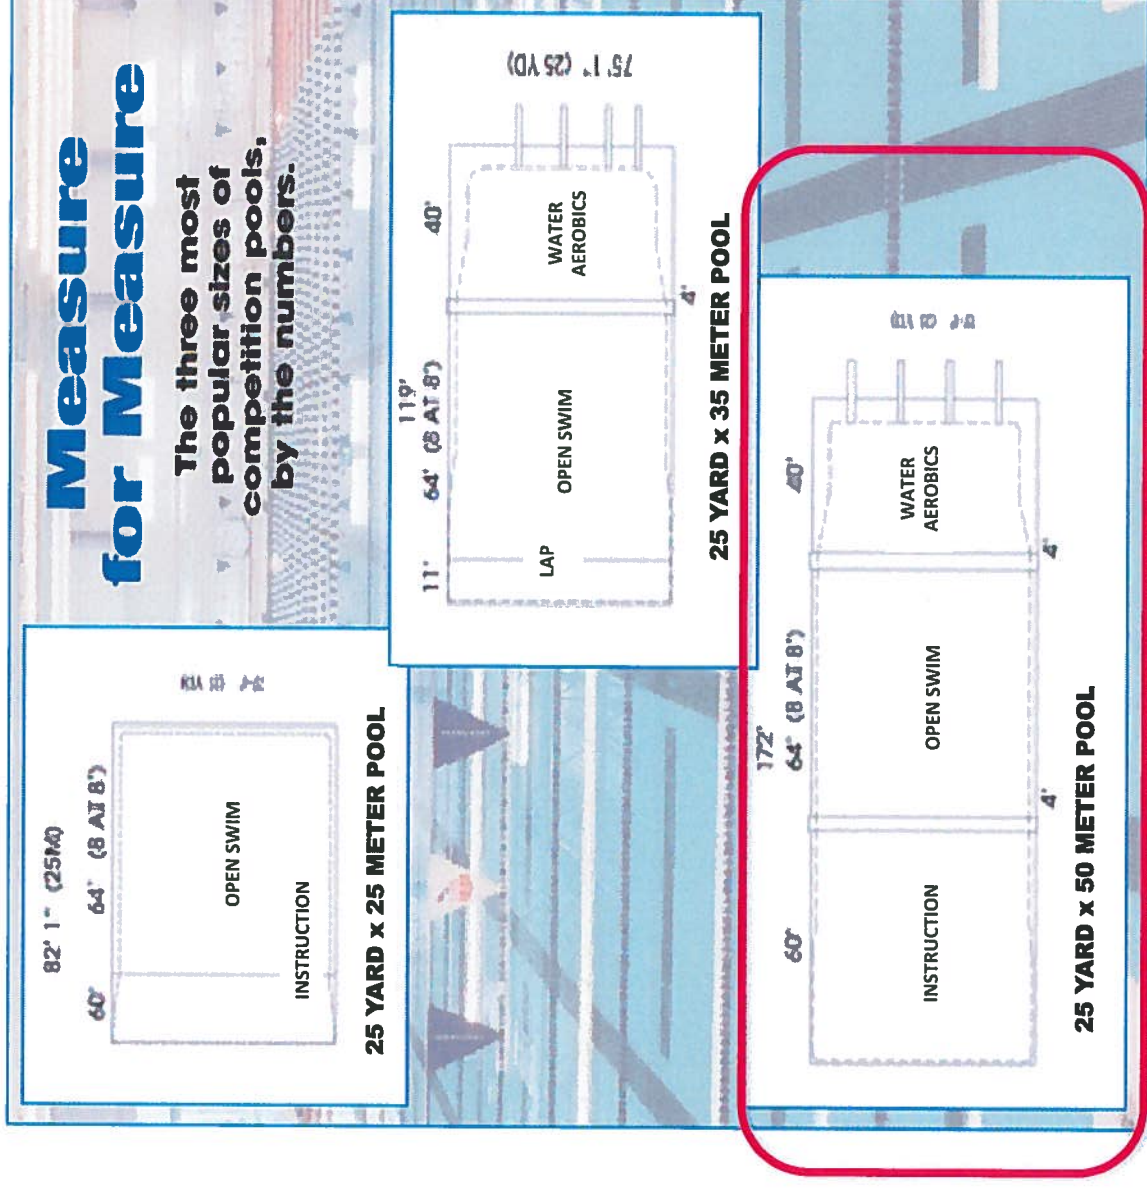 Measure
for Measure
The three most
popular sizes of
competition pools,
by the numbers.
82' 1" (25M)
60" 64" (8 AT 8')
OPEN SWIM
INSTRUCTION
25 YARD x 25 METER POOL
119'
11' 64' (8 AT 8') 40'
75' 1" (25 YD)
LAP
OPEN SWIM
WATER
AEROBICS
4'
25 YARD x 35 METER POOL
172'
60' 64' (8 AT 8') 40'
INSTRUCTION
OPEN SWIM
WATER
AEROBICS
4'
4'
25 YARD x 50 METER POOL